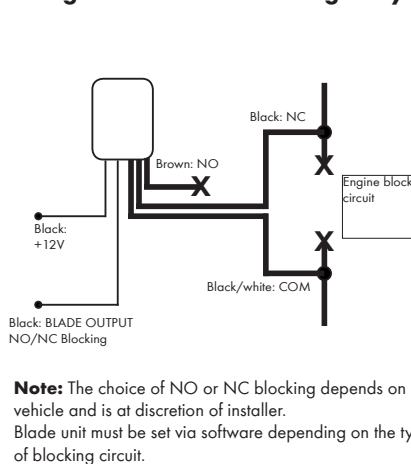 Black: NC
Brown: NO
X
X
Engine block
circuit
Black:
+12V
X
Black/white: COM
Black: BLADE OUTPUT
NO/NC Blocking
Note: The choice of NO or NC blocking depends on
vehicle and is at discretion of installer.
Blade unit must be set via software depending on the ty
of blocking circuit.